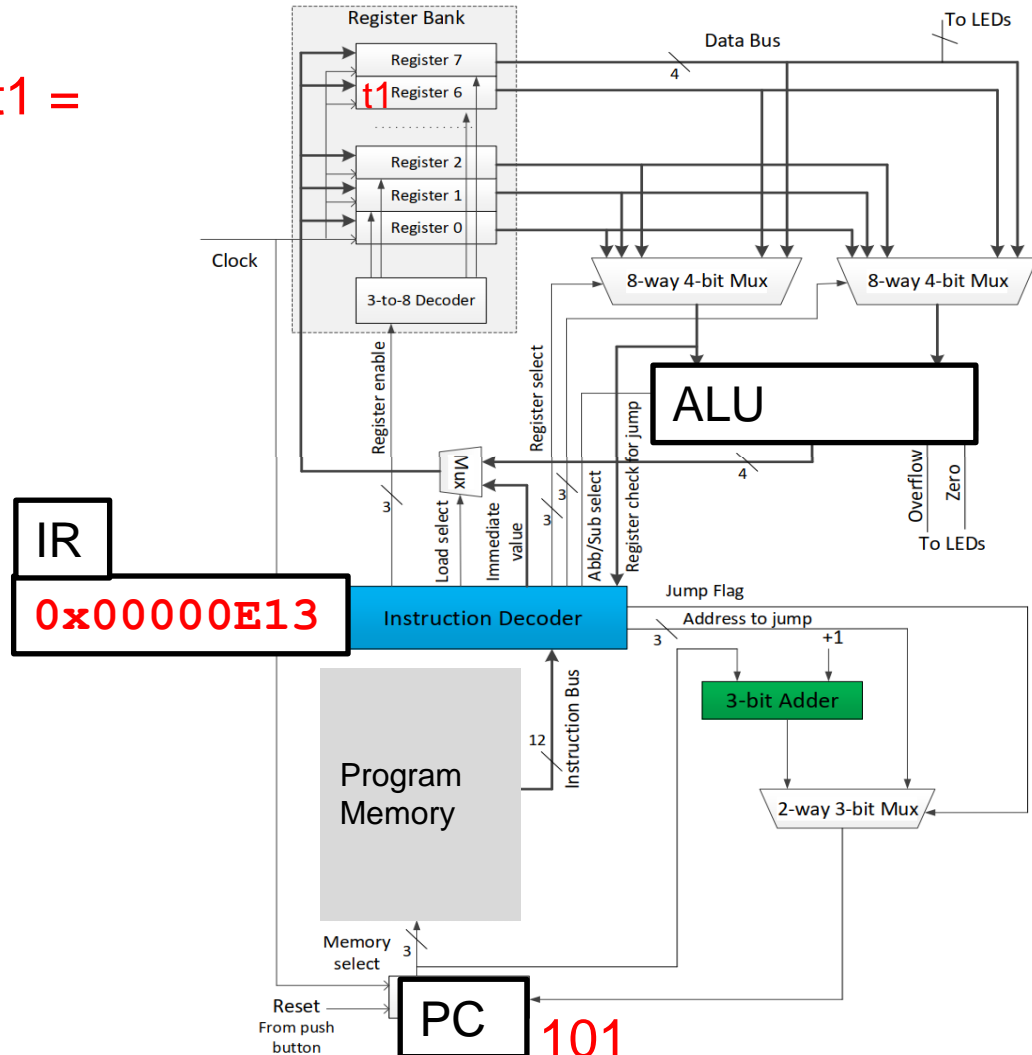 Register Bank
To LEDs
Data Bus
4
t1 =
Register 7
t1
Register 6
...................
Register 2
Register 1
Register 0
Clock
3-to-8 Decoder
8-way 4-bit Mux
8-way 4-bit Mux
Register enable
Register select
ALU
Mux
3
3
3
4
Load select
Immediate
value
Abb/Sub select
Register check for jump
Overflow
Zero
To LEDs
IR
0x00000E13
Instruction Decoder
Jump Flag
Address to jump
3
+1
3-bit Adder
12
Instruction Bus
Program
Memory
2-way 3-bit Mux
Memory
select
3
Reset
From push
button
PC
101